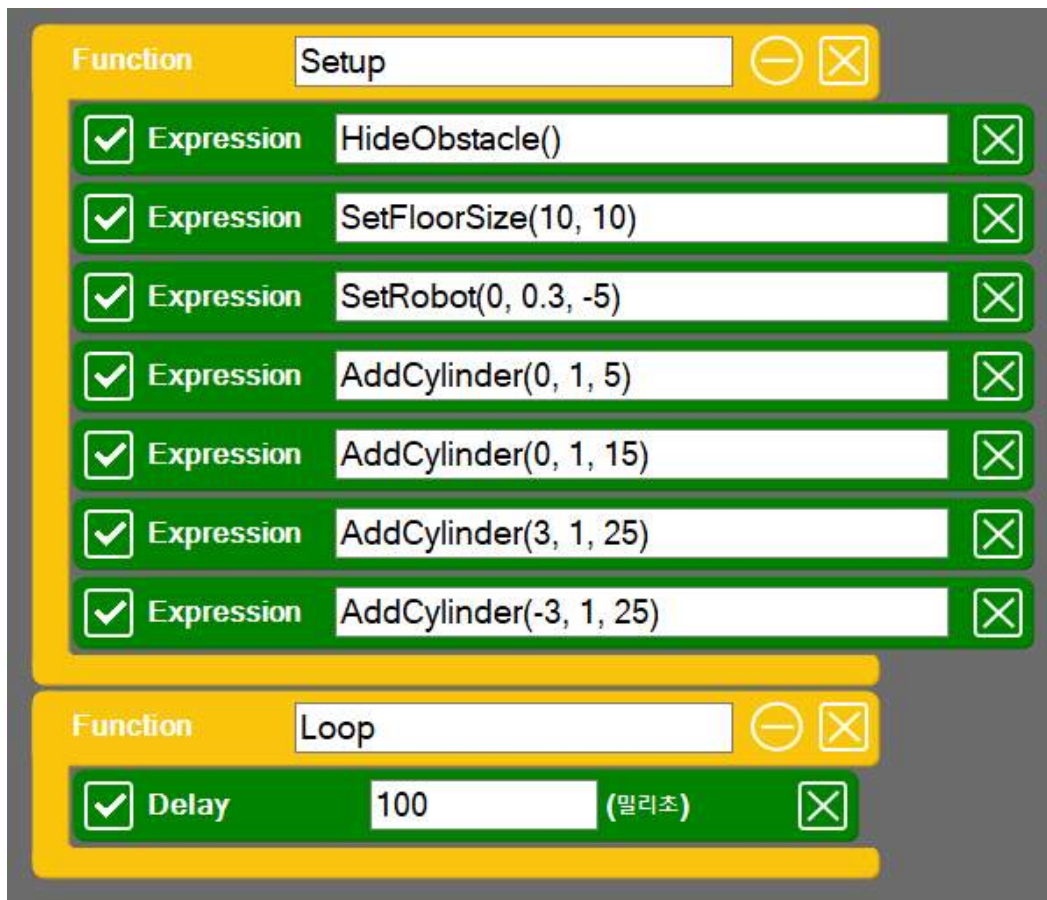 Function Setup
Expression HideObstacle()
Expression SetFloorSize(10, 10)
Expression SetRobot(0, 0.3, -5)
Expression AddCylinder(0, 1, 5)
Expression AddCylinder(0, 1, 15)
Expression AddCylinder(3, 1, 25)
Expression AddCylinder(-3, 1, 25)
Function Loop
Delay 100 (밀리초)